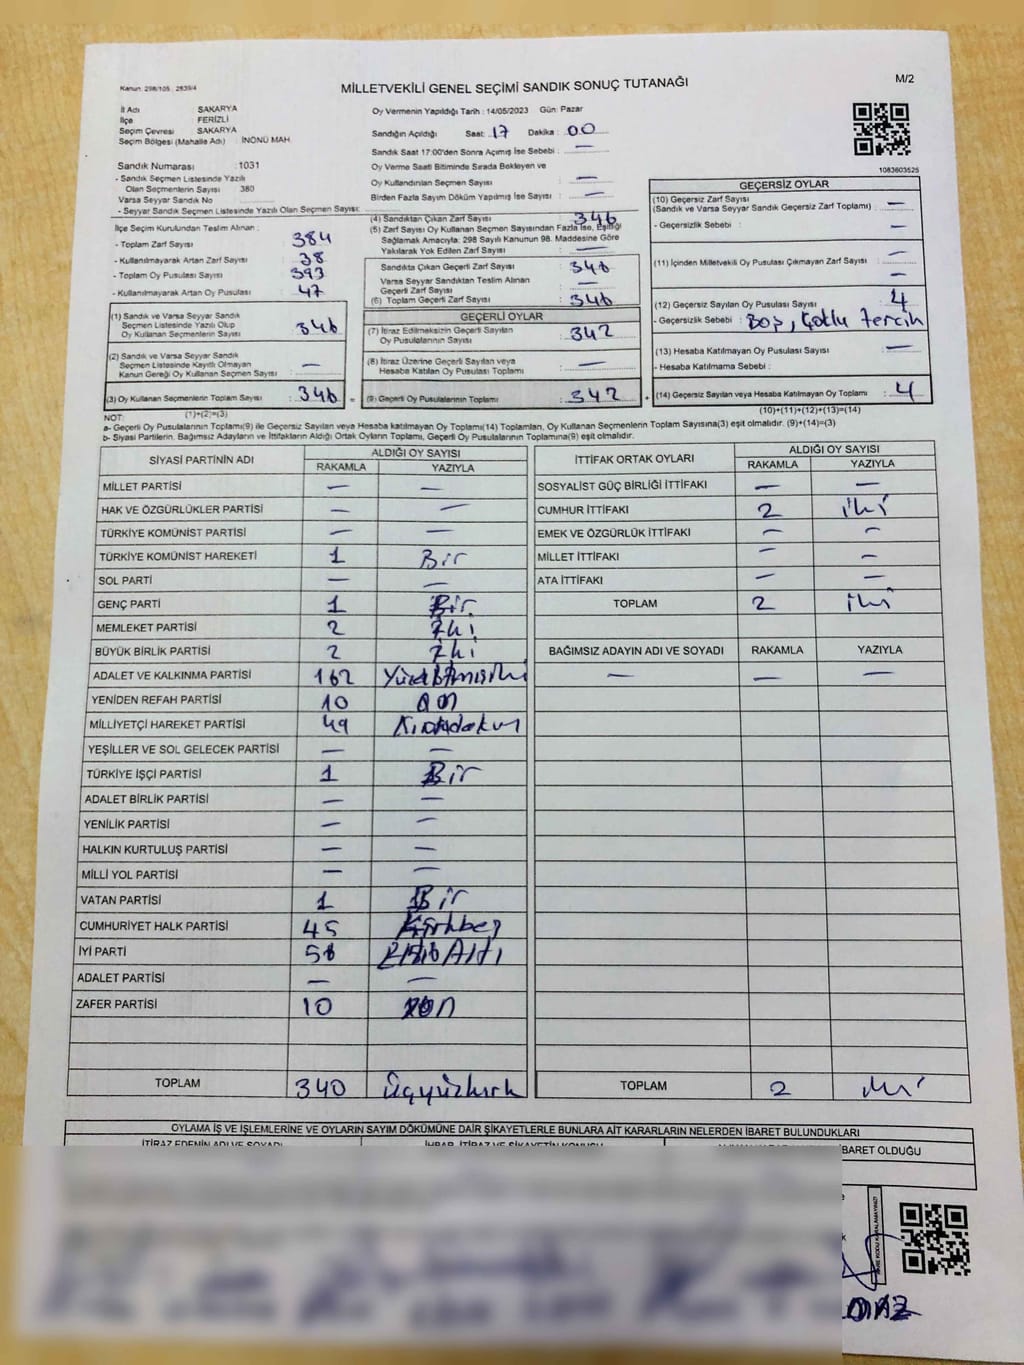 Kanun: 298/105, 2839/4
MİLLETVEKİLİ GENEL SEÇİMİ SANDIK SONUÇ TUTANAĞI
M/2
İl Adı SAKARYA
İlçe FERİZLİ
Seçim Çevresi SAKARYA
Seçim Bölgesi (Mahalle Adı) : İNÖNÜ MAH.
Oy Vermenin Yapıldığı Tarih : 14/05/2023 Gün: Pazar
Sandığın Açıldığı Saat: 17 Dakika : 00
Sandık Saat 17:00'den Sonra Açılmış İse Sebebi : —
Oy Verme Saati Bitiminde Sırada Bekleyen ve
Oy Kullandırılan Seçmen Sayısı : —
Birden Fazla Sayım Döküm Yapılmış İse Sayısı : —
1083603525
Sandık Numarası : 1031
- Sandık Seçmen Listesinde Yazılı
Olan Seçmenlerin Sayısı : 380
Varsa Seyyar Sandık No
- Seyyar Sandık Seçmen Listesinde Yazılı Olan Seçmen Sayısı:
İlçe Seçim Kurulundan Teslim Alınan :
- Toplam Zarf Sayısı : 384
- Kullanılmayarak Artan Zarf Sayısı : 38
- Toplam Oy Pusulası Sayısı : 393
- Kullanılmayarak Artan Oy Pusulası : 47
(1) Sandık ve Varsa Seyyar Sandık
Seçmen Listesinde Yazılı Olup
Oy Kullanan Seçmenlerin Sayısı : 346
(2) Sandık ve Varsa Seyyar Sandık
Seçmen Listesinde Kayıtlı Olmayan
Kanun Gereği Oy Kullanan Seçmen Sayısı : —
(3) Oy Kullanan Seçmenlerin Toplam Sayısı : 346 =
(1)+(2)=(3)
(4) Sandıktan Çıkan Zarf Sayısı : 346
(5) Zarf Sayısı Oy Kullanan Seçmen Sayısından Fazla İse, Eşitliği
Sağlamak Amacıyla: 298 Sayılı Kanunun 98. Maddesine Göre
Yakılarak Yok Edilen Zarf Sayısı : —
Sandıkta Çıkan Geçerli Zarf Sayısı : 346
Varsa Seyyar Sandıktan Teslim Alınan
Geçerli Zarf Sayısı : —
(6) Toplam Geçerli Zarf Sayısı : 346
GEÇERLİ OYLAR
(7) İtiraz Edilmeksizin Geçerli Sayılan
Oy Pusulalarının Sayısı : 342
(8) İtiraz Üzerine Geçerli Sayılan veya
Hesaba Katılan Oy Pusulası Toplamı : —
(9) Geçerli Oy Pusulalarının Toplamı : 342 +
GEÇERSİZ OYLAR
(10) Geçersiz Zarf Sayısı
(Sandık ve Varsa Seyyar Sandık Geçersiz Zarf Toplamı) : —
- Geçersizlik Sebebi : —
(11) İçinden Milletvekili Oy Pusulası Çıkmayan Zarf Sayısı : —
—
(12) Geçersiz Sayılan Oy Pusulası Sayısı : 4
- Geçersizlik Sebebi : Boş, Çoklu tercih
(13) Hesaba Katılmayan Oy Pusulası Sayısı : —
- Hesaba Katılmama Sebebi :
(14) Geçersiz Sayılan veya Hesaba Katılmayan Oy Toplamı : 4
(10)+(11)+(12)+(13)=(14)
NOT:
a- Geçerli Oy Pusulalarının Toplamı(9) ile Geçersiz Sayılan veya Hesaba Katılmayan Oy Toplamı(14) Toplamları, Oy Kullanan Seçmenlerin Toplam Sayısına(3) eşit olmalıdır. (9)+(14)=(3)
b- Siyasi Partilerin, Bağımsız Adayların ve İttifakların Aldığı Ortak Oyların Toplamı, Geçerli Oy Pusulalarının Toplamına(9) eşit olmalıdır.
SİYASİ PARTİNİN ADI ALDIĞI OY SAYISI
RAKAMLA YAZIYLA
MİLLET PARTİSİ — —
HAK VE ÖZGÜRLÜKLER PARTİSİ — —
TÜRKİYE KOMÜNİST PARTİSİ — —
TÜRKİYE KOMÜNİST HAREKETİ 1 Bir
SOL PARTİ — —
GENÇ PARTİ 1 Bir
MEMLEKET PARTİSİ 2 İki
BÜYÜK BİRLİK PARTİSİ 2 İki
ADALET VE KALKINMA PARTİSİ 162 Yüzaltmışiki
YENİDEN REFAH PARTİSİ 10 on
MİLLİYETÇİ HAREKET PARTİSİ 49 Kırkdokuz
YEŞİLLER VE SOL GELECEK PARTİSİ — —
TÜRKİYE İŞÇİ PARTİSİ 1 Bir
ADALET BİRLİK PARTİSİ — —
YENİLİK PARTİSİ — —
HALKIN KURTULUŞ PARTİSİ — —
MİLLİ YOL PARTİSİ — —
VATAN PARTİSİ 1 Bir
CUMHURİYET HALK PARTİSİ 45 Kırkbeş
İYİ PARTİ 56 Elli Altı
ADALET PARTİSİ — —
ZAFER PARTİSİ 10 on
TOPLAM 340 Üçyüzkırk
İTTİFAK ORTAK OYLARI ALDIĞI OY SAYISI
RAKAMLA YAZIYLA
SOSYALİST GÜÇ BİRLİĞİ İTTİFAKI — —
CUMHUR İTTİFAKI 2 iki
EMEK VE ÖZGÜRLÜK İTTİFAKI — —
MİLLET İTTİFAKI — —
ATA İTTİFAKI — —
TOPLAM 2 iki
BAĞIMSIZ ADAYIN ADI VE SOYADI RAKAMLA YAZIYLA
— — —
TOPLAM 2 iki
OYLAMA İŞ VE İŞLEMLERİNE VE OYLARIN SAYIM DÖKÜMÜNE DAİR ŞİKAYETLERLE BUNLARA AİT KARARLARIN NELERDEN İBARET BULUNDUKLARI
İTİRAZ EDENİN ADI VE SOYADI İHBAR, İTİRAZ VE ŞİKAYETİN KONUSU İBARET OLDUĞU